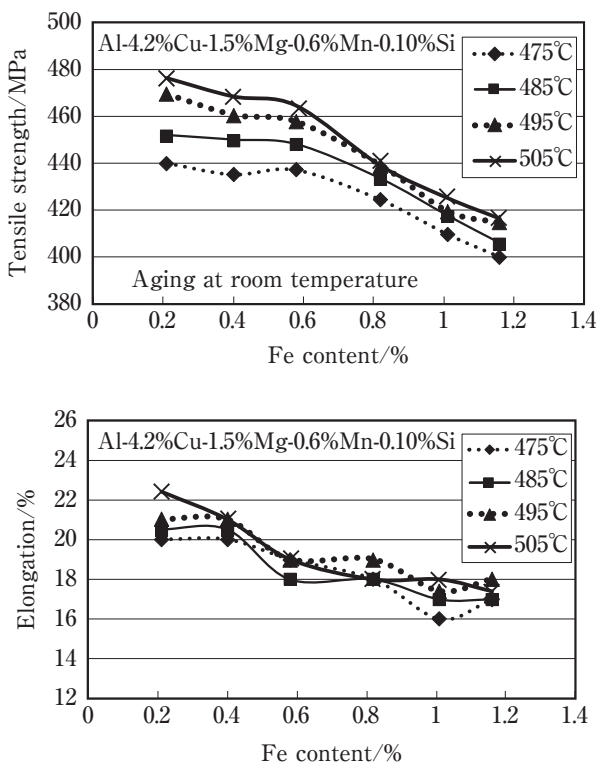 Al-4.2%Cu-1.5%Mg-0.6%Mn-0.10%Si
Tensile strength/MPa
500
480
460
440
420
400
380
475℃
485℃
495℃
505℃
Aging at room temperature
0 0.2 0.4 0.6 0.8 1 1.2 1.4
Fe content/%
Al-4.2%Cu-1.5%Mg-0.6%Mn-0.10%Si
Elongation/%
26
24
22
20
18
16
14
12
475℃
485℃
495℃
505℃
0 0.2 0.4 0.6 0.8 1 1.2 1.4
Fe content/%